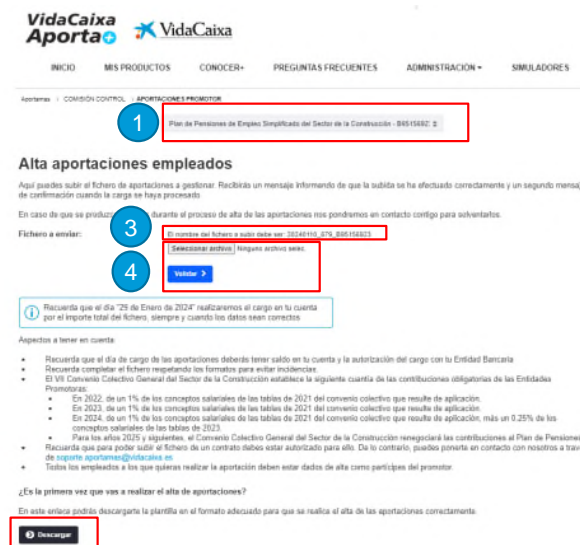 VidaCaixa
Aporta+ VidaCaixa
INICIO MIS PRODUCTOS CONOCER+ PREGUNTAS FRECUENTES ADMINISTRACIÓN SIMULADORES
Aportamas COMISIÓN CONTROL APORTACIONES PROMOTOR
1 Plan de Pensiones de Empleo Simplificado del Sector de la Construcción -
Alta aportaciones empleados
Aquí puedes subir el fichero de aportaciones a gestionar. Recibirás un mensaje informando de que la subida se ha efectuado correctamente y un segundo mensaj
de confirmación cuando la carga se haya procesado
En caso de que se produz durante el proceso de alta de las aportaciones nos pondremos en contacto contigo para solventarlos.
3
Fichero a enviar: El nombre del fichero a subir debe ser: 20240110_879_B95156823
Seleccionar archivo Ninguno archivo selec.
4 Validar >
Recuerda que el día "29 de Enero de 2024" realizaremos el cargo en tu cuenta
por el importe total del fichero, siempre y cuando los datos sean correctos
Aspectos a tener en cuenta:
• Recuerda que el día de cargo de las aportaciones deberás tener saldo en tu cuenta y la autorización del cargo con tu Entidad Bancaria
• Recuerda completar el fichero respetando los formatos para evitar incidencias.
• El VII Convenio Colectivo General del Sector de la Construcción establece la siguiente cuantía de las contribuciones obligatorias de las Entidades
Promotoras:
• En 2022, de un 1% de los conceptos salariales de las tablas de 2021 del convenio colectivo que resulte de aplicación.
• En 2023, de un 1% de los conceptos salariales de las tablas de 2021 del convenio colectivo que resulte de aplicación.
• En 2024, de un 1% de los conceptos salariales de las tablas de 2021 del convenio colectivo que resulte de aplicación, más un 0.25% de los
conceptos salariales de las tablas de 2023.
• Para los años 2025 y siguientes, el Convenio Colectivo General del Sector de la Construcción renegociará las contribuciones al Plan de Pensiones
• Recuerda que para poder subir el fichero de un contrato debes estar autorizado para ello. De lo contrario, puedes ponerte en contacto con nosotros a trav
de soporte.aportamas@vidacaixa.es
• Todos los empleados a los que quieras realizar la aportación deben estar dados de alta como partícipes del promotor.
¿Es la primera vez que vas a realizar el alta de aportaciones?
En este enlace podrás descargarte la plantilla en el formato adecuado para que se realice el alta de las aportaciones correctamente.
Descargar